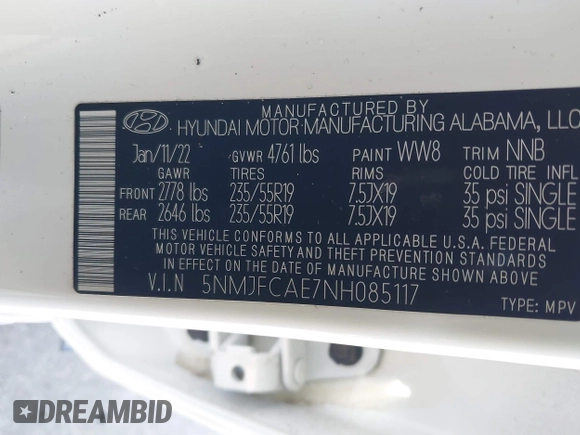 MANUFACTURED BY
HYUNDAI MOTOR MANUFACTURING ALABAMA, LLC
Jan/11/22 GVWR 4761 lbs PAINT WW8 TRIM NNB
GAWR TIRES RIMS COLD TIRE INFL
FRONT 2778 lbs 235/55R19 7.5JX19 35 psi SINGLE
REAR 2646 lbs 235/55R19 7.5JX19 35 psi SINGLE
THIS VEHICLE CONFORMS TO ALL APPLICABLE U.S.A. FEDERAL
MOTOR VEHICLE SAFETY AND THEFT PREVENTION STANDARDS
IN EFFECT ON THE DATE OF MANUFACTURE SHOWN ABOVE.
V.I.N 5NMJFCAE7NH085117
TYPE: MPV
DREAMBID